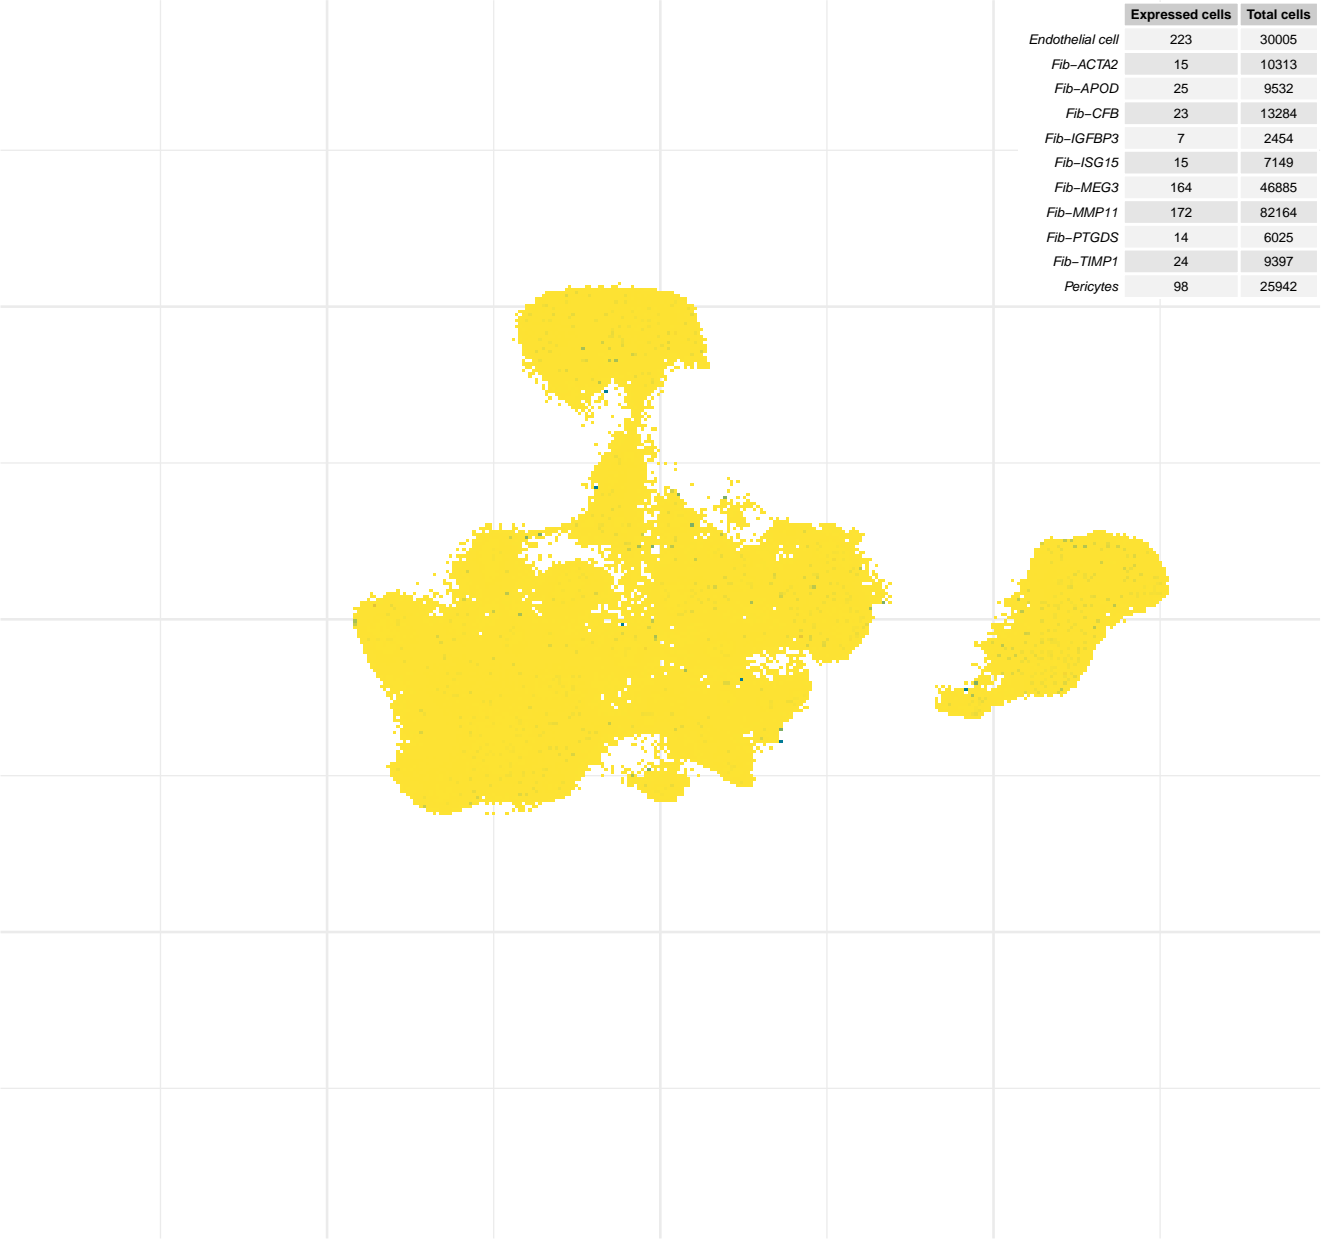 Expressed cells Total cells
Endothelial cell 223 30005
Fib−ACTA2 15 10313
Fib−APOD 25 9532
Fib−CFB 23 13284
Fib−IGFBP3 7 2454
Fib−ISG15 15 7149
Fib−MEG3 164 46885
Fib−MMP11 172 82164
Fib−PTGDS 14 6025
Fib−TIMP1 24 9397
Pericytes 98 25942